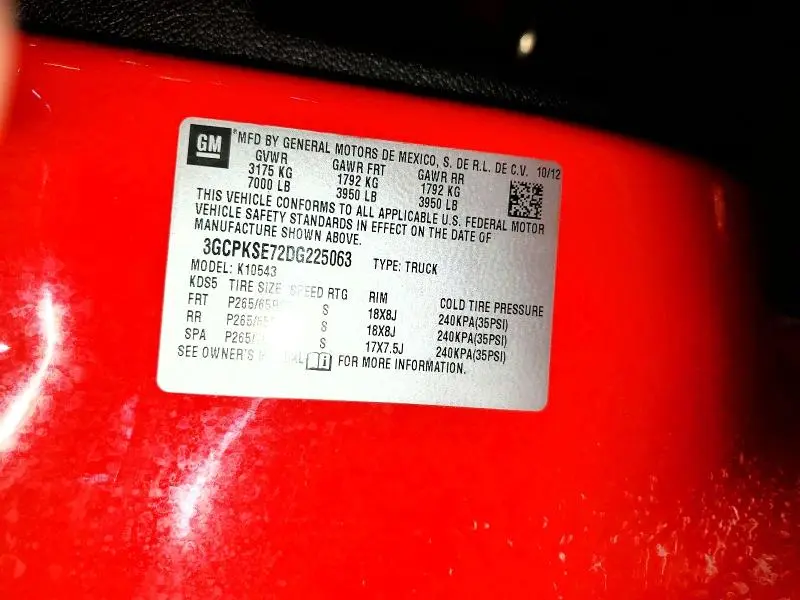 GM
MFD BY GENERAL MOTORS DE MEXICO, S. DE R.L. DE C.V. 10/12
GVWR GAWR FRT GAWR RR
3175 KG 1792 KG 1792 KG
7000 LB 3950 LB 3950 LB
THIS VEHICLE CONFORMS TO ALL APPLICABLE U.S. FEDERAL MOTOR
VEHICLE SAFETY STANDARDS IN EFFECT ON THE DATE OF
MANUFACTURE SHOWN ABOVE.
3GCPKSE72DG225063 TYPE: TRUCK
MODEL: K10543
KDS5 TIRE SIZE SPEED RTG RIM COLD TIRE PRESSURE
FRT S 18X8J 240KPA(35PSI)
RR S 18X8J 240KPA(35PSI)
SPA S 17X7.5J 240KPA(35PSI)
SEE OWNER'S FOR MORE INFORMATION.